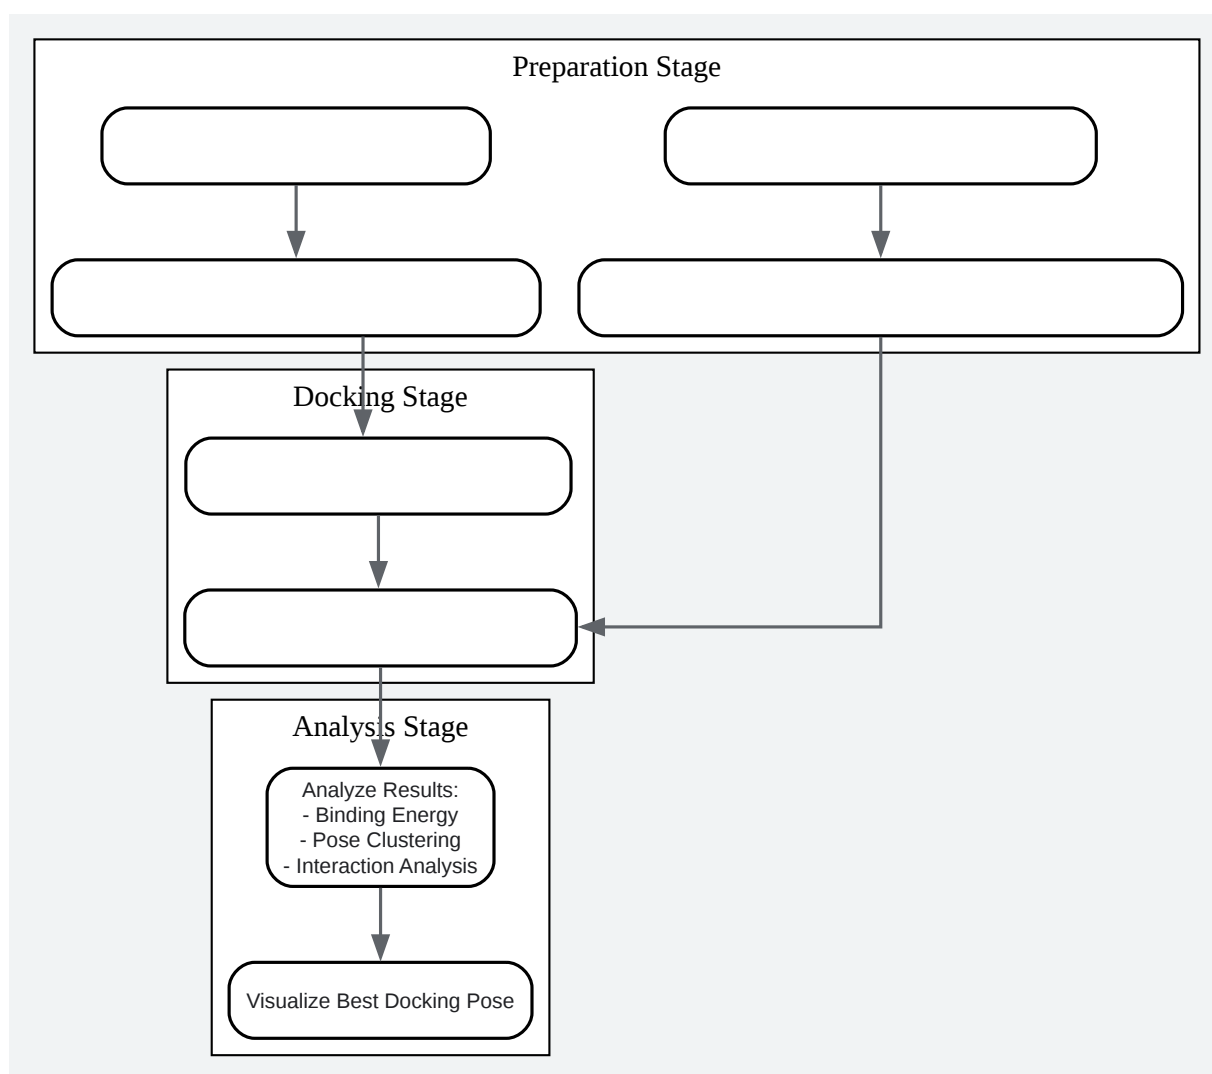 Preparation Stage
Docking Stage
Analysis Stage
Analyze Results:
- Binding Energy
- Pose Clustering
- Interaction Analysis
Visualize Best Docking Pose